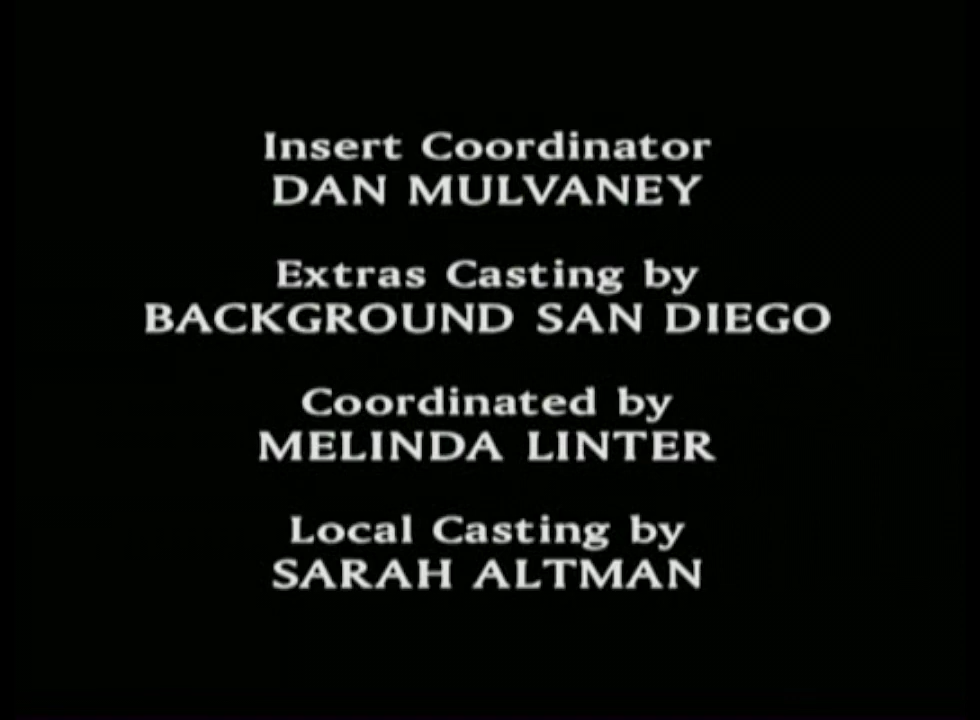 Insert Coordinator
DAN MULVANEY
Extras Casting by
BACKGROUND SAN DIEGO
Coordinated by
MELINDA LINTER
Local Casting by
SARAH ALTMAN